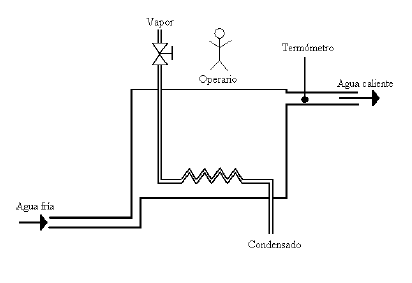 Vapor
Operario
Termómetro
Agua caliente
Agua fría
Condensado